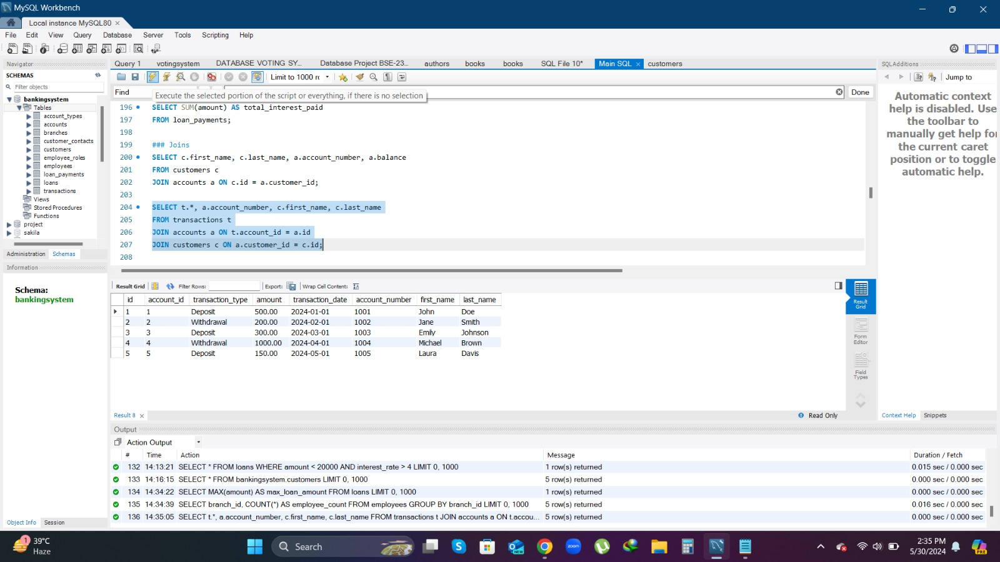 MySQL Workbench
Local instance MySQL80 ×
File Edit View Query Database Server Tools Scripting Help
Navigator
SCHEMAS
Filter objects
bankingsystem
Tables
account_types
accounts
branches
customer_contacts
customers
employee_roles
employees
loan_payments
loans
transactions
Views
Stored Procedures
Functions
project
sakila
Administration Schemas
Information
Schema:
bankingsystem
Object Info Session
Query 1 votingsystem DATABASE VOTING SY... Database Project BSE-23... authors books books SQL File 10* Main SQL × customers
Limit to 1000 rc
Find
Done
Execute the selected portion of the script or everything, if there is no selection
196 SELECT SUM(amount) AS total_interest_paid
197 FROM loan_payments;
198
199 ### Joins
200 SELECT c.first_name, c.last_name, a.account_number, a.balance
201 FROM customers c
202 JOIN accounts a ON c.id = a.customer_id;
203
204 SELECT t.*, a.account_number, c.first_name, c.last_name
205 FROM transactions t
206 JOIN accounts a ON t.account_id = a.id
207 JOIN customers c ON a.customer_id = c.id;
208
Result Grid Filter Rows: Export: Wrap Cell Content:
id account_id transaction_type amount transaction_date account_number first_name last_name
1 1 Deposit 500.00 2024-01-01 1001 John Doe
2 2 Withdrawal 200.00 2024-02-01 1002 Jane Smith
3 3 Deposit 300.00 2024-03-01 1003 Emily Johnson
4 4 Withdrawal 1000.00 2024-04-01 1004 Michael Brown
5 5 Deposit 150.00 2024-05-01 1005 Laura Davis
Result
Grid
Form
Editor
Field
Types
Result 8 ×
Read Only
SQLAdditions
Jump to
Automatic context
help is disabled. Use
the toolbar to
manually get help for
the current caret
position or to toggle
automatic help.
Context Help Snippets
Output
Action Output
# Time Action Message Duration / Fetch
132 14:13:21 SELECT * FROM loans WHERE amount < 20000 AND interest_rate > 4 LIMIT 0, 1000 1 row(s) returned 0.015 sec / 0.000 sec
133 14:16:15 SELECT * FROM bankingsystem.customers LIMIT 0, 1000 5 row(s) returned 0.000 sec / 0.000 sec
134 14:34:22 SELECT MAX(amount) AS max_loan_amount FROM loans LIMIT 0, 1000 1 row(s) returned 0.000 sec / 0.000 sec
135 14:34:39 SELECT branch_id, COUNT(*) AS employee_count FROM employees GROUP BY branch_id LIMIT 0, 1000 5 row(s) returned 0.016 sec / 0.000 sec
136 14:35:05 SELECT t.*, a.account_number, c.first_name, c.last_name FROM transactions t JOIN accounts a ON t.accou... 5 row(s) returned 0.000 sec / 0.000 sec
1
39°C
Haze
Search
NEW
zoom
PRE
2:35 PM
5/30/2024